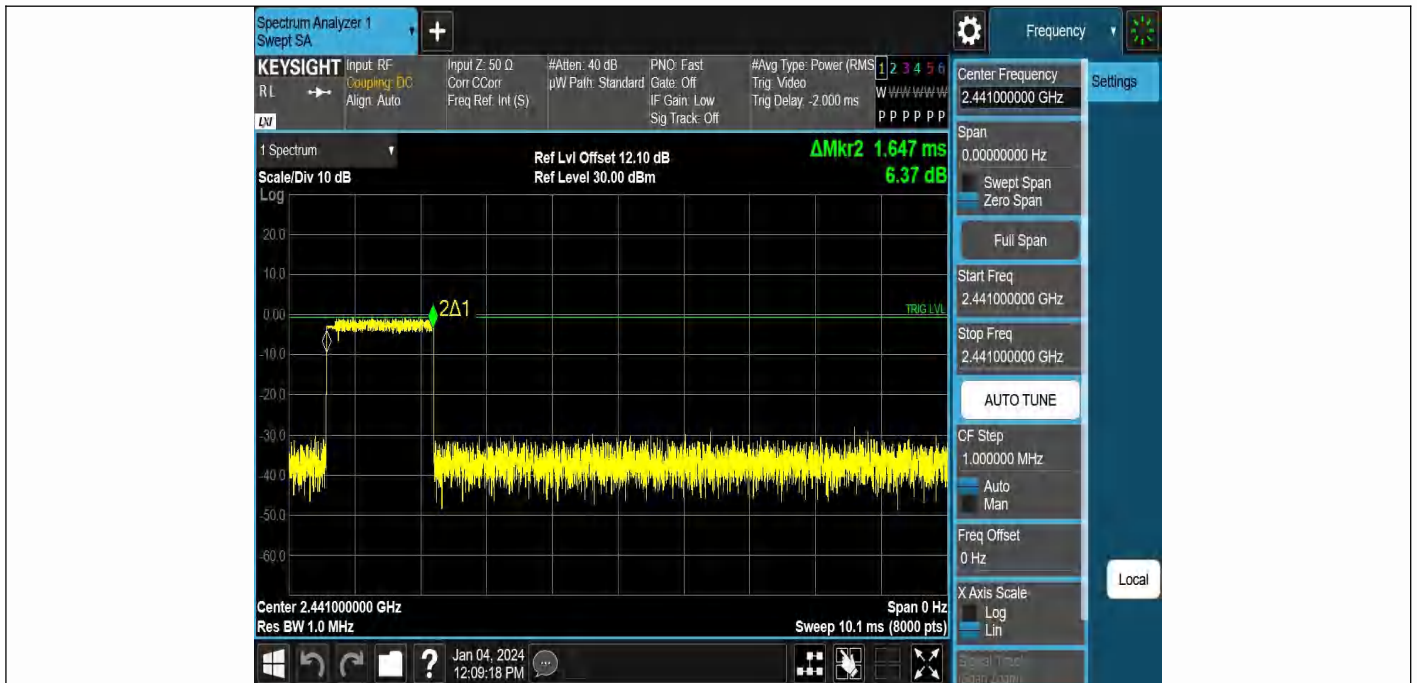 Spectrum Analyzer 1
Swept SA
Frequency
KEYSIGHT
RL
LXI
Input: RF
Coupling: DC
Align: Auto
Input Z: 50 Ω
Corr CCorr
Freq Ref: Int (S)
#Atten: 40 dB
µW Path: Standard
PNO: Fast
Gate: Off
IF Gain: Low
Sig Track: Off
#Avg Type: Power (RMS
Trig: Video
Trig Delay: -2.000 ms
1 2 3 4 5 6
W W W W W W
P P P P P P
1 Spectrum
Scale/Div 10 dB
Ref Lvl Offset 12.10 dB
Ref Level 30.00 dBm
ΔMkr2 1.647 ms
6.37 dB
Log
20.0
10.0
0.00
-10.0
-20.0
-30.0
-40.0
-50.0
-60.0
2Δ1
TRIG LVL
Center 2.441000000 GHz
Res BW 1.0 MHz
Span 0 Hz
Sweep 10.1 ms (8000 pts)
Jan 04, 2024
12:09:18 PM
Center Frequency
2.441000000 GHz
Settings
Span
0.00000000 Hz
Swept Span
Zero Span
Full Span
Start Freq
2.441000000 GHz
Stop Freq
2.441000000 GHz
AUTO TUNE
CF Step
1.000000 MHz
Auto
Man
Freq Offset
0 Hz
X Axis Scale
Log
Lin
Local
Signal Track
(Span Zoom)